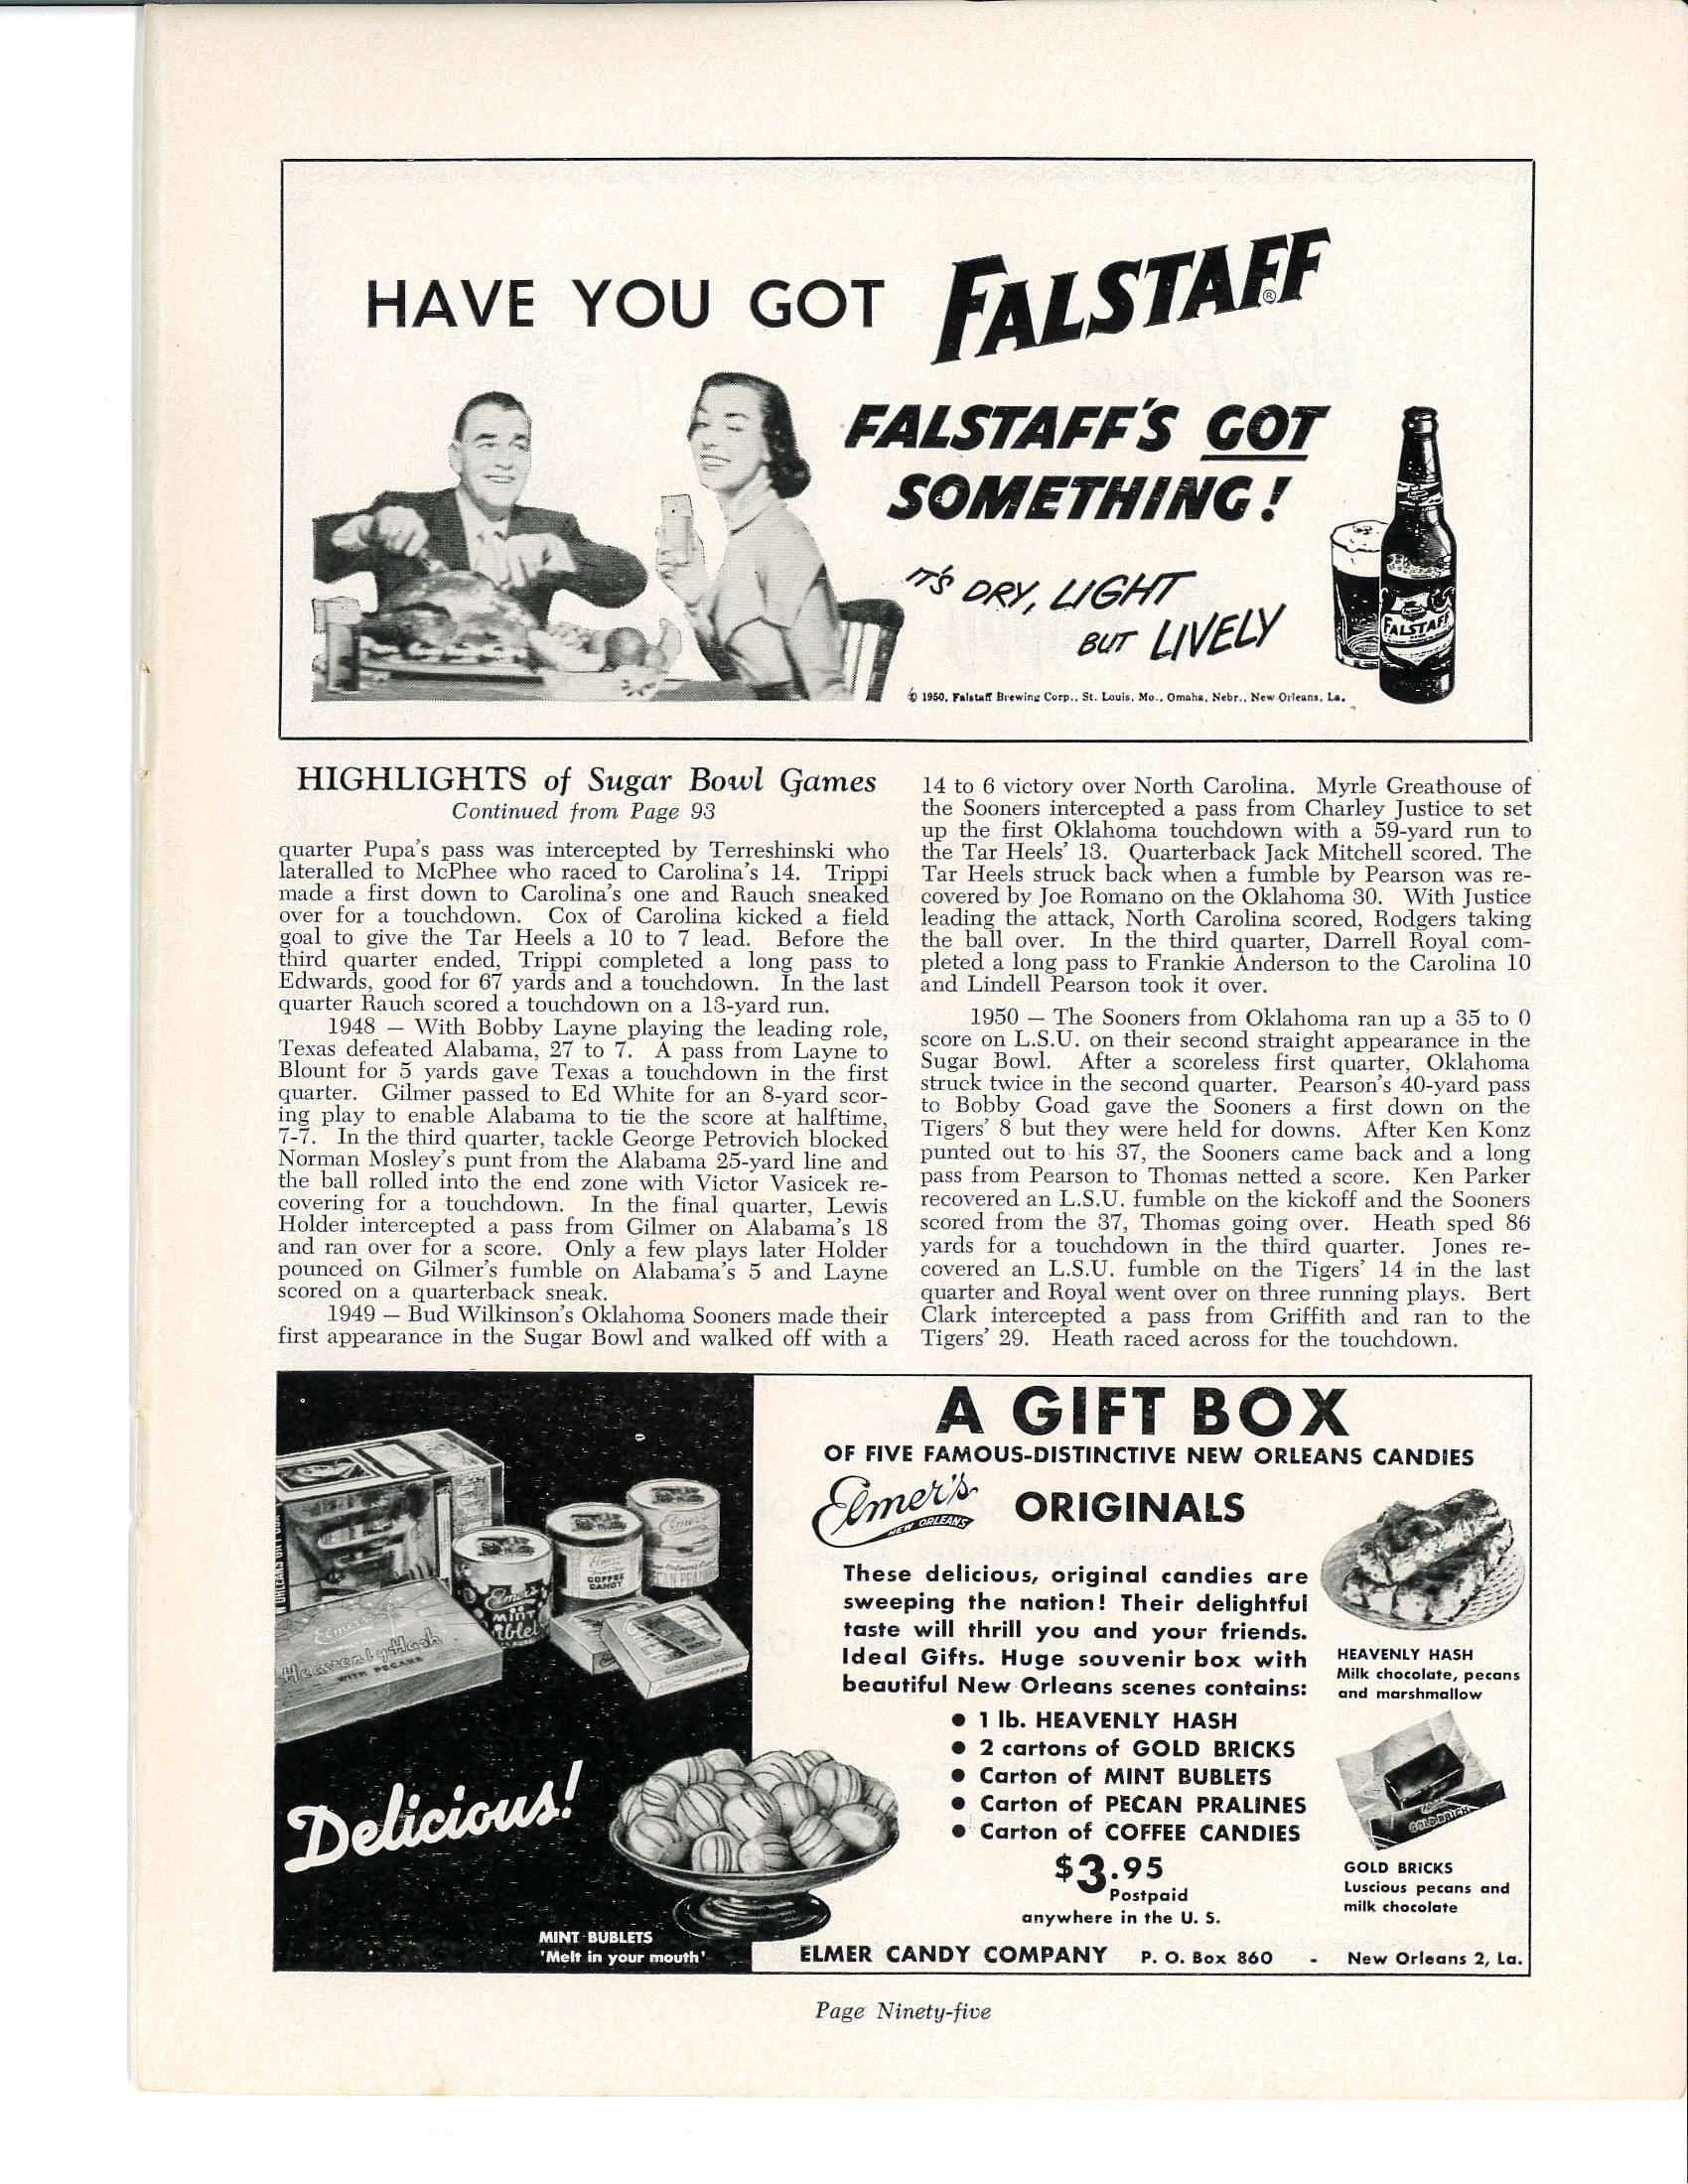 HAVE YOU GOT FALSTAFF®
FALSTAFF'S GOT
SOMETHING!
IT'S DRY, LIGHT
BUT LIVELY
FALSTAFF
© 1950, Falstaff Brewing Corp., St. Louis, Mo., Omaha, Nebr., New Orleans, La.
HIGHLIGHTS of Sugar Bowl Games
Continued from Page 93
quarter Pupa's pass was intercepted by Terreshinski who
lateralled to McPhee who raced to Carolina's 14. Trippi
made a first down to Carolina's one and Rauch sneaked
over for a touchdown. Cox of Carolina kicked a field
goal to give the Tar Heels a 10 to 7 lead. Before the
third quarter ended, Trippi completed a long pass to
Edwards, good for 67 yards and a touchdown. In the last
quarter Rauch scored a touchdown on a 13-yard run.
1948 — With Bobby Layne playing the leading role,
Texas defeated Alabama, 27 to 7. A pass from Layne to
Blount for 5 yards gave Texas a touchdown in the first
quarter. Gilmer passed to Ed White for an 8-yard scor-
ing play to enable Alabama to tie the score at halftime,
7-7. In the third quarter, tackle George Petrovich blocked
Norman Mosley's punt from the Alabama 25-yard line and
the ball rolled into the end zone with Victor Vasicek re-
covering for a touchdown. In the final quarter, Lewis
Holder intercepted a pass from Gilmer on Alabama's 18
and ran over for a score. Only a few plays later Holder
pounced on Gilmer's fumble on Alabama's 5 and Layne
scored on a quarterback sneak.
1949 — Bud Wilkinson's Oklahoma Sooners made their
first appearance in the Sugar Bowl and walked off with a
14 to 6 victory over North Carolina. Myrle Greathouse of
the Sooners intercepted a pass from Charley Justice to set
up the first Oklahoma touchdown with a 59-yard run to
the Tar Heels' 13. Quarterback Jack Mitchell scored. The
Tar Heels struck back when a fumble by Pearson was re-
covered by Joe Romano on the Oklahoma 30. With Justice
leading the attack, North Carolina scored, Rodgers taking
the ball over. In the third quarter, Darrell Royal com-
pleted a long pass to Frankie Anderson to the Carolina 10
and Lindell Pearson took it over.
1950 — The Sooners from Oklahoma ran up a 35 to 0
score on L.S.U. on their second straight appearance in the
Sugar Bowl. After a scoreless first quarter, Oklahoma
struck twice in the second quarter. Pearson's 40-yard pass
to Bobby Goad gave the Sooners a first down on the
Tigers' 8 but they were held for downs. After Ken Konz
punted out to his 37, the Sooners came back and a long
pass from Pearson to Thomas netted a score. Ken Parker
recovered an L.S.U. fumble on the kickoff and the Sooners
scored from the 37, Thomas going over. Heath sped 86
yards for a touchdown in the third quarter. Jones re-
covered an L.S.U. fumble on the Tigers' 14 in the last
quarter and Royal went over on three running plays. Bert
Clark intercepted a pass from Griffith and ran to the
Tigers' 29. Heath raced across for the touchdown.
A GIFT BOX
OF FIVE FAMOUS-DISTINCTIVE NEW ORLEANS CANDIES
Elmer's NEW ORLEANS ORIGINALS
These delicious, original candies are
sweeping the nation! Their delightful
taste will thrill you and your friends.
Ideal Gifts. Huge souvenir box with
beautiful New Orleans scenes contains:
● 1 lb. HEAVENLY HASH
● 2 cartons of GOLD BRICKS
● Carton of MINT BUBLETS
● Carton of PECAN PRALINES
● Carton of COFFEE CANDIES
$3.95
Postpaid
anywhere in the U. S.
HEAVENLY HASH
Milk chocolate, pecans
and marshmallow
GOLD BRICK
GOLD BRICKS
Luscious pecans and
milk chocolate
Elmer's
Heavenly Hash
WITH PECANS
Elmer's
MINT
Elmer's
COFFEE
CANDY
Elmer's
Delicious!
MINT BUBLETS
'Melt in your mouth'
ELMER CANDY COMPANY P. O. Box 860 - New Orleans 2, La.
Page Ninety-five